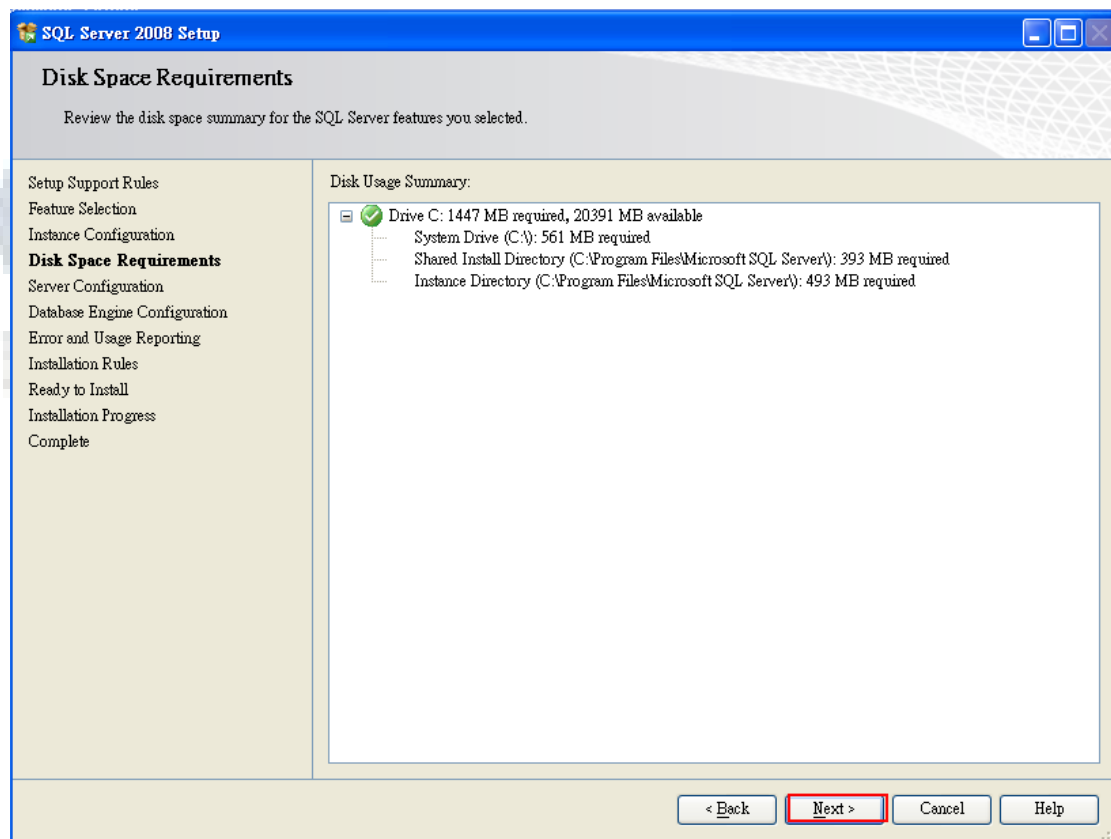 SQL Server 2008 Setup
Disk Space Requirements
Review the disk space summary for the SQL Server features you selected.
Setup Support Rules
Feature Selection
Instance Configuration
Disk Space Requirements
Server Configuration
Database Engine Configuration
Error and Usage Reporting
Installation Rules
Ready to Install
Installation Progress
Complete
Disk Usage Summary:
Drive C: 1447 MB required, 20391 MB available
System Drive (C:\): 561 MB required
Shared Install Directory (C:\Program Files\Microsoft SQL Server\): 393 MB required
Instance Directory (C:\Program Files\Microsoft SQL Server\): 493 MB required
< Back
Next >
Cancel
Help